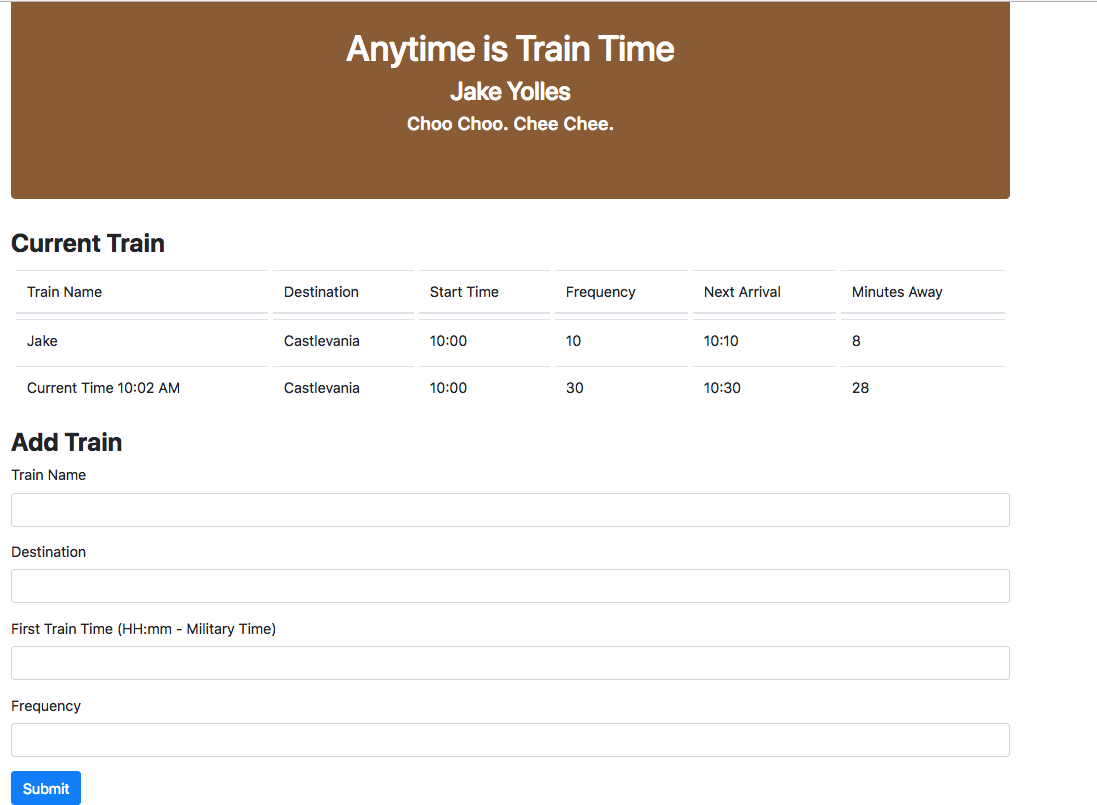 Anytime is Train Time
Jake Yolles
Choo Choo. Chee Chee.
Current Train
Train Name Destination Start Time Frequency Next Arrival Minutes Away
Jake Castlevania 10:00 10 10:10 8
Current Time 10:02 AM Castlevania 10:00 30 10:30 28
Add Train
Train Name
Destination
First Train Time (HH:mm - Military Time)
Frequency
Submit